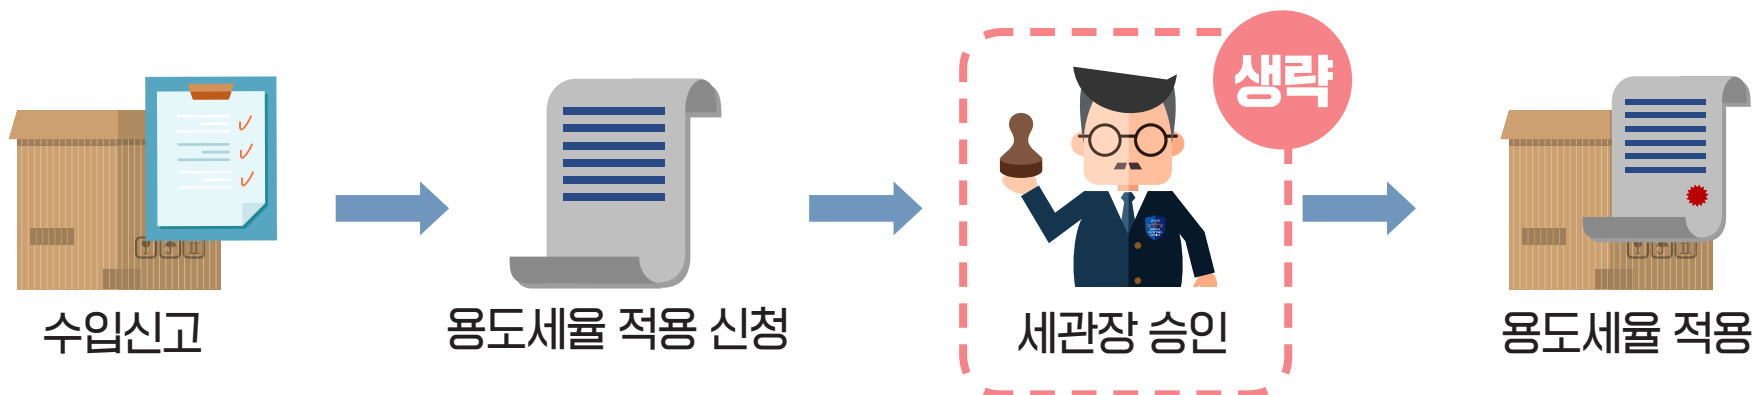 생략
수입신고
용도세율 적용 신청
세관장 승인
용도세율 적용